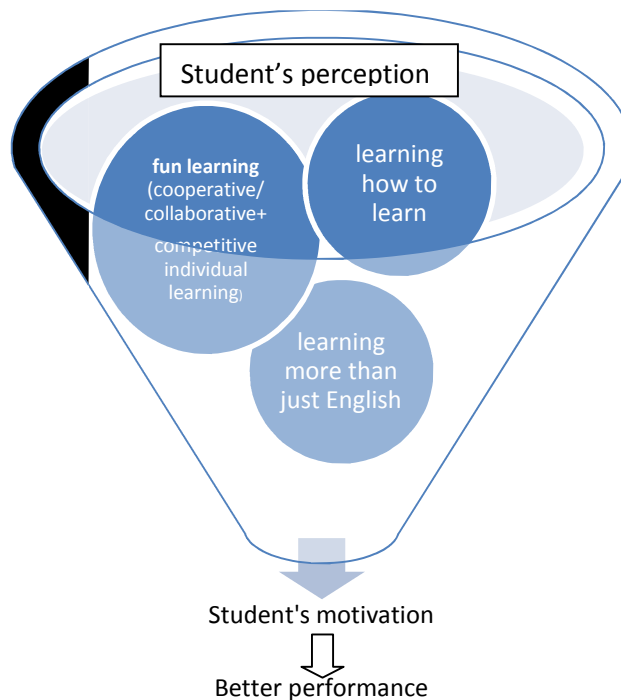 Student’s perception
fun learning
(cooperative/
collaborative+
competitive
individual
learning)
learning
how to
learn
learning
more than
just English
Student's motivation
Better performance